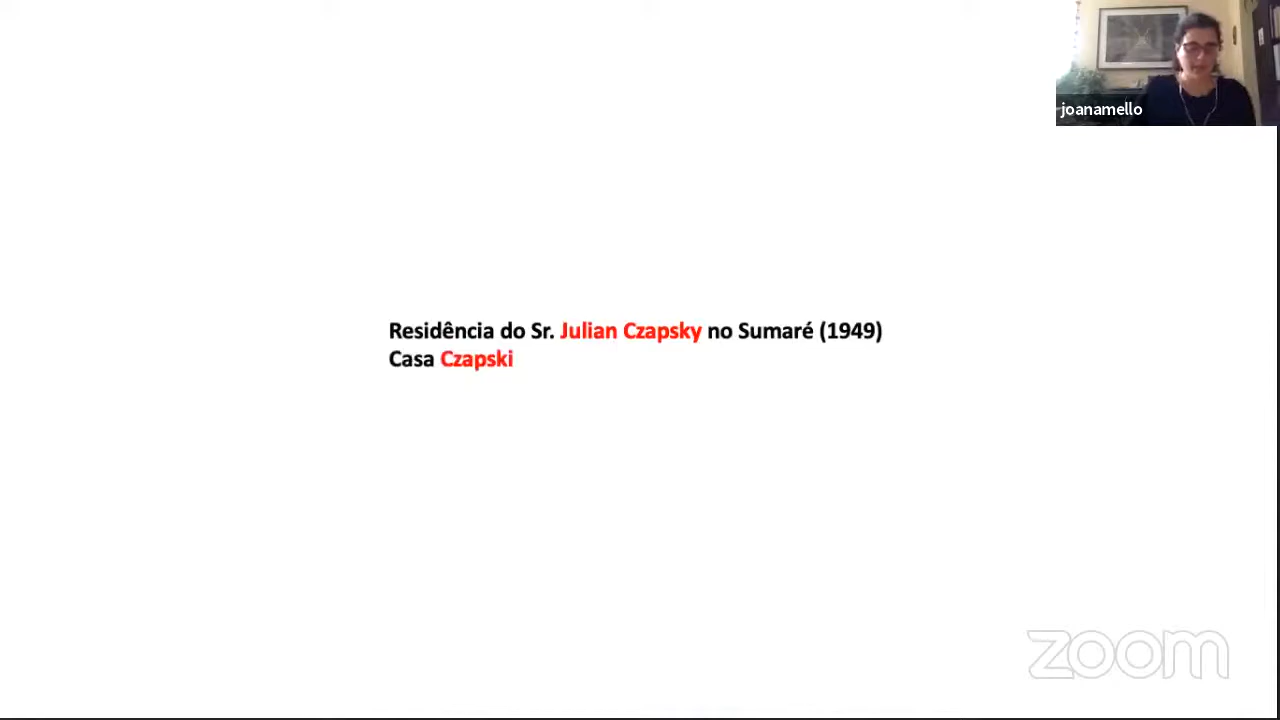 joanamello
Residência do Sr. Julian Czapsky no Sumaré (1949)
Casa Czapski
zoom